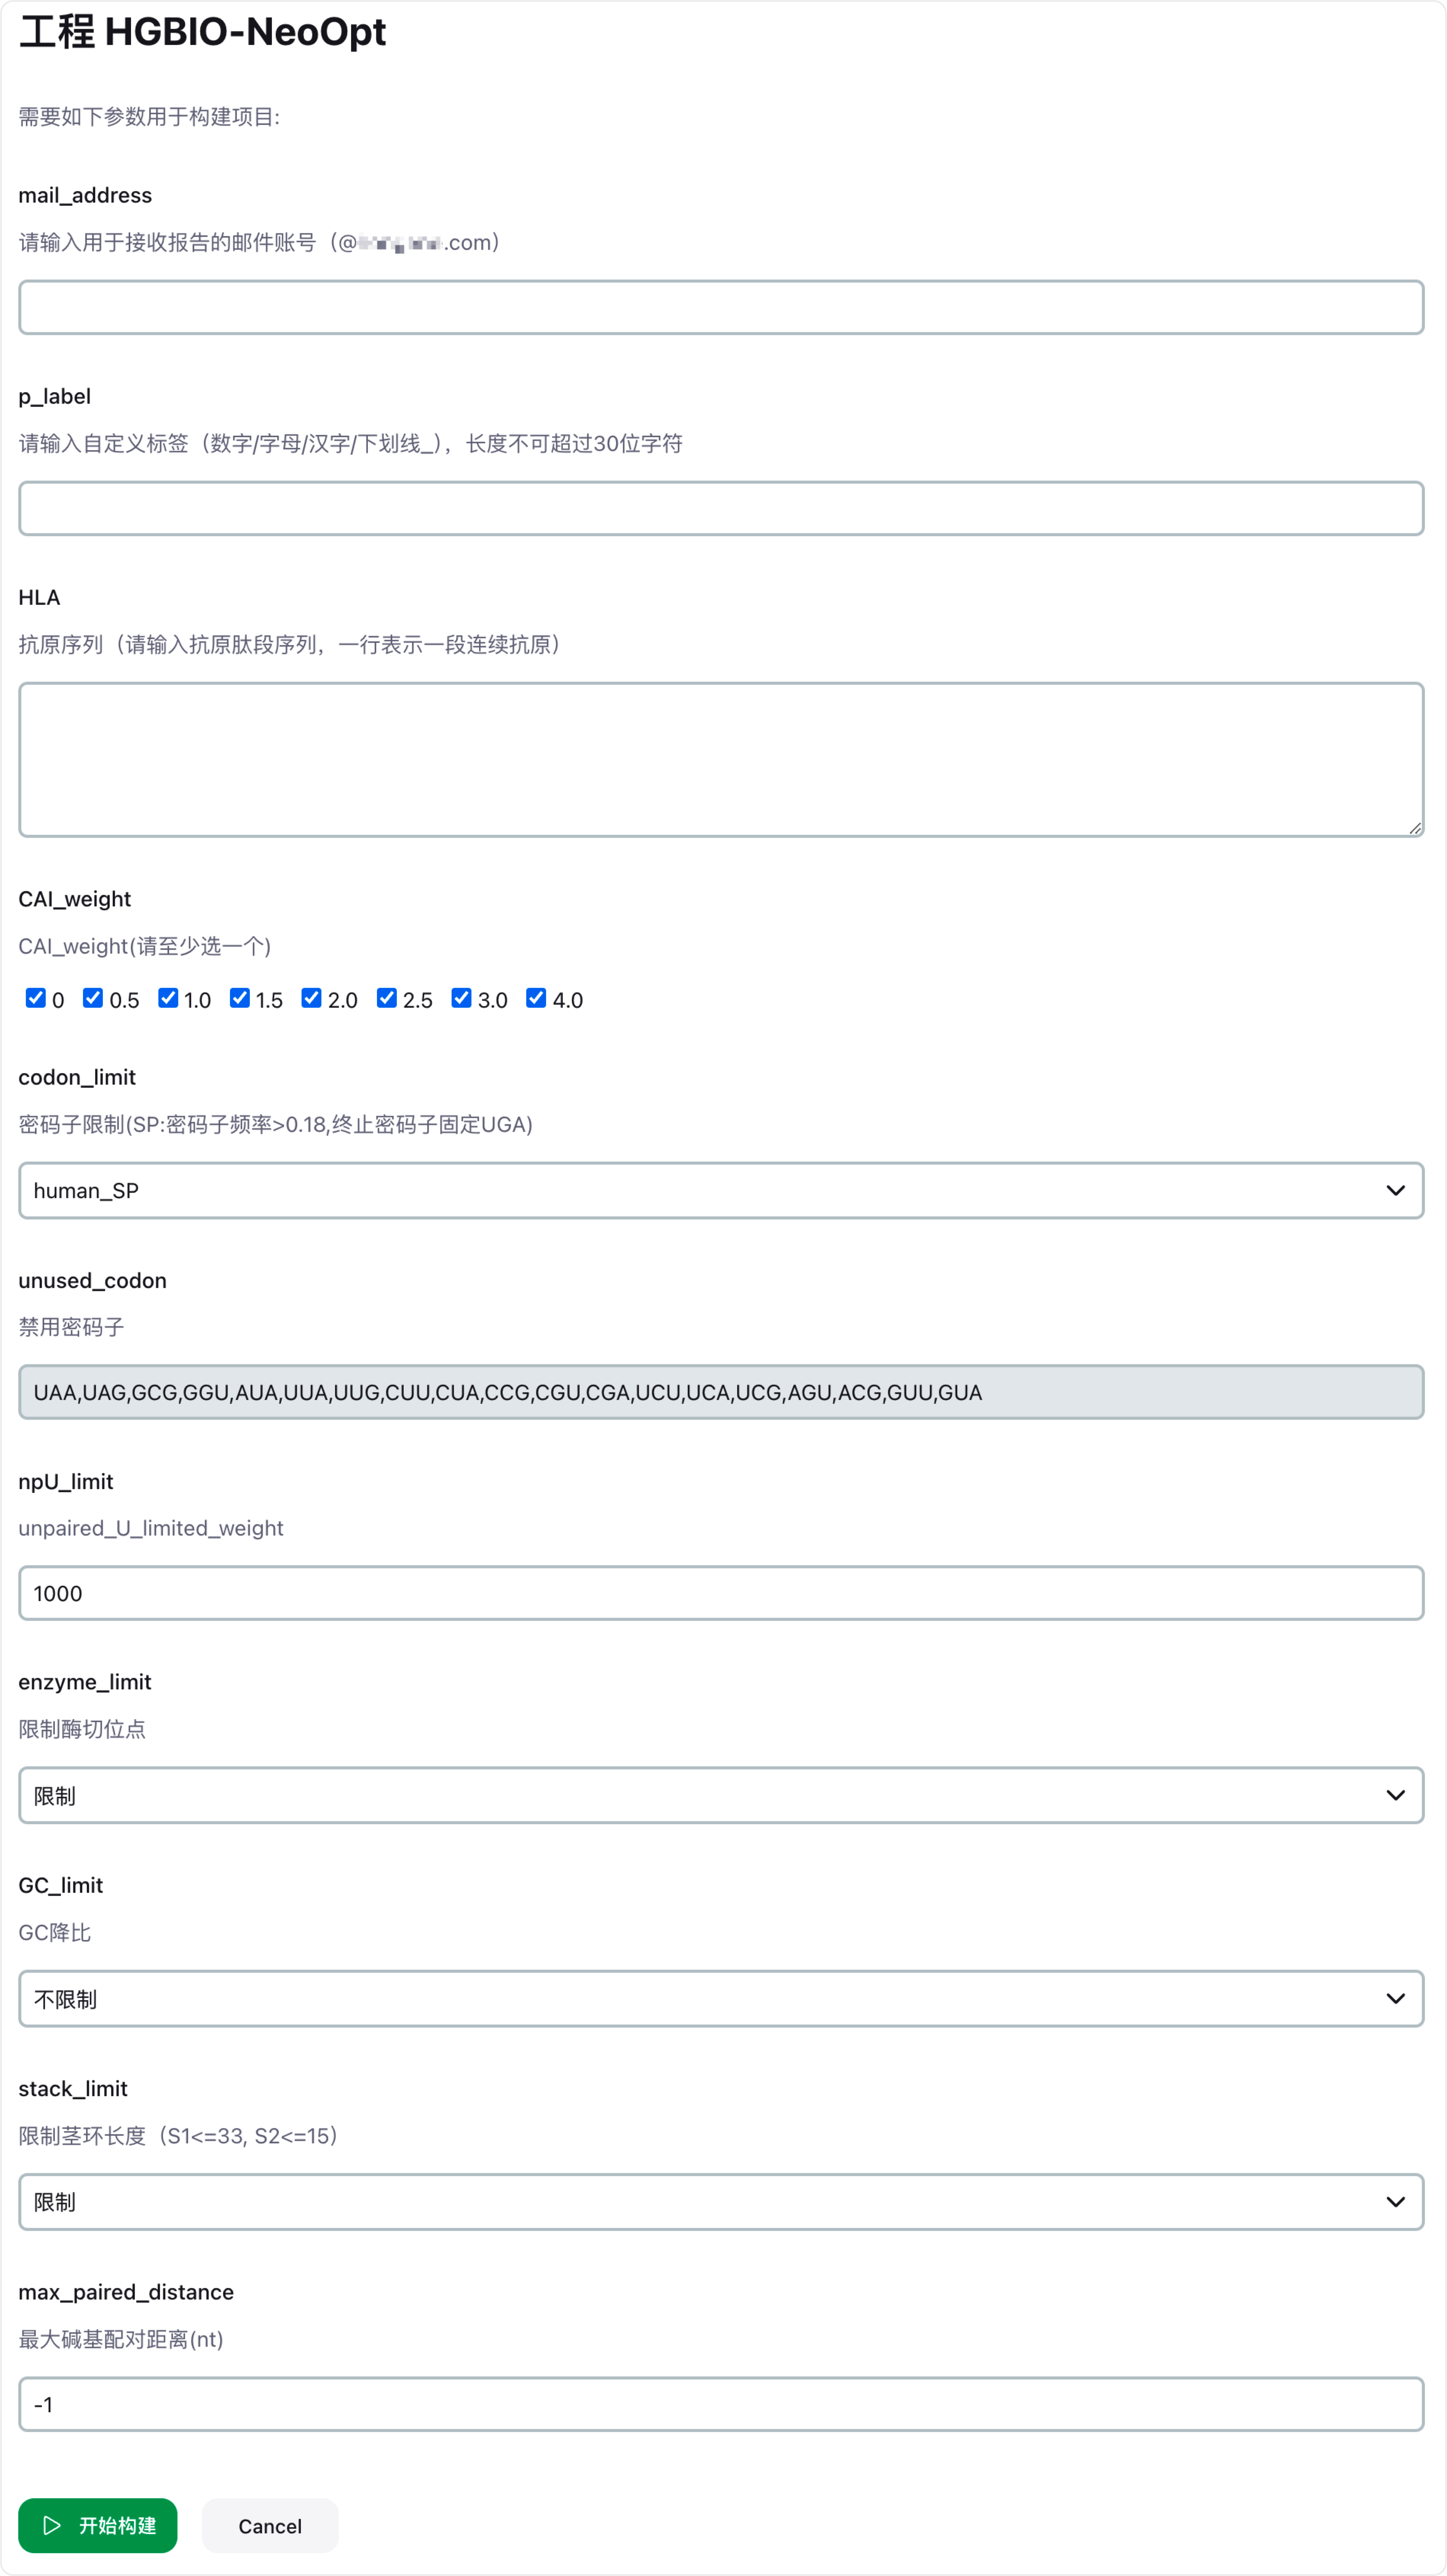 工程 HGBIO-NeoOpt
需要如下参数用于构建项目:
mail_address
请输入用于接收报告的邮件账号（@.com）
p_label
请输入自定义标签（数字/字母/汉字/下划线_），长度不可超过30位字符
HLA
抗原序列（请输入抗原肽段序列，一行表示一段连续抗原）
CAI_weight
CAI_weight(请至少选一个)
0 0.5 1.0 1.5 2.0 2.5 3.0 4.0
codon_limit
密码子限制(SP:密码子频率>0.18,终止密码子固定UGA)
human_SP
unused_codon
禁用密码子
UAA,UAG,GCG,GGU,AUA,UUA,UUG,CUU,CUA,CCG,CGU,CGA,UCU,UCA,UCG,AGU,ACG,GUU,GUA
npU_limit
unpaired_U_limited_weight
1000
enzyme_limit
限制酶切位点
限制
GC_limit
GC降比
不限制
stack_limit
限制茎环长度（S1<=33, S2<=15）
限制
max_paired_distance
最大碱基配对距离(nt)
-1
开始构建 Cancel